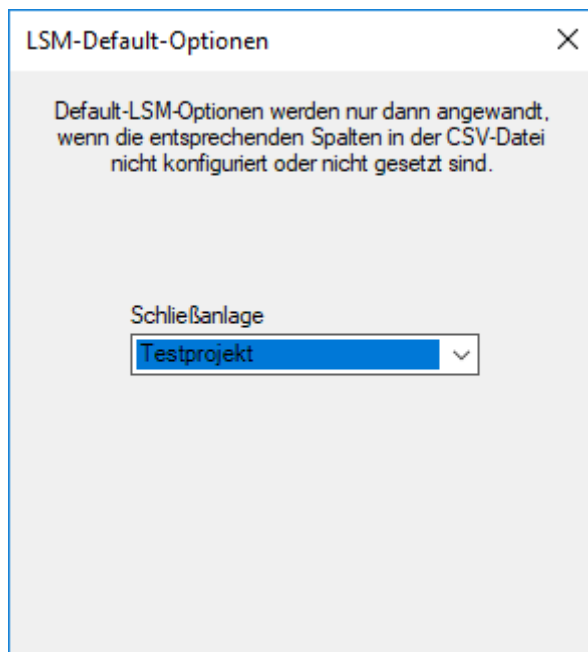 LSM-Default-Optionen
Default-LSM-Optionen werden nur dann angewandt,
wenn die entsprechenden Spalten in der CSV-Datei
nicht konfiguriert oder nicht gesetzt sind.
Schließanlage
Testprojekt